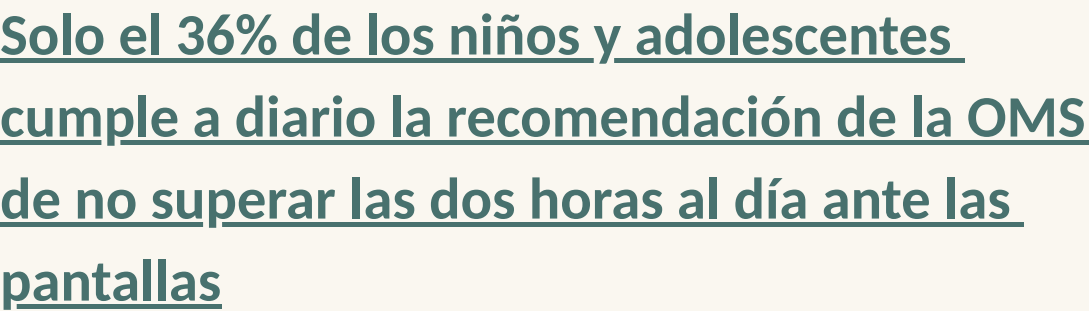 Solo el 36% de los niños y adolescentes
cumple a diario la recomendación de la OMS
de no superar las dos horas al día ante las
pantallas